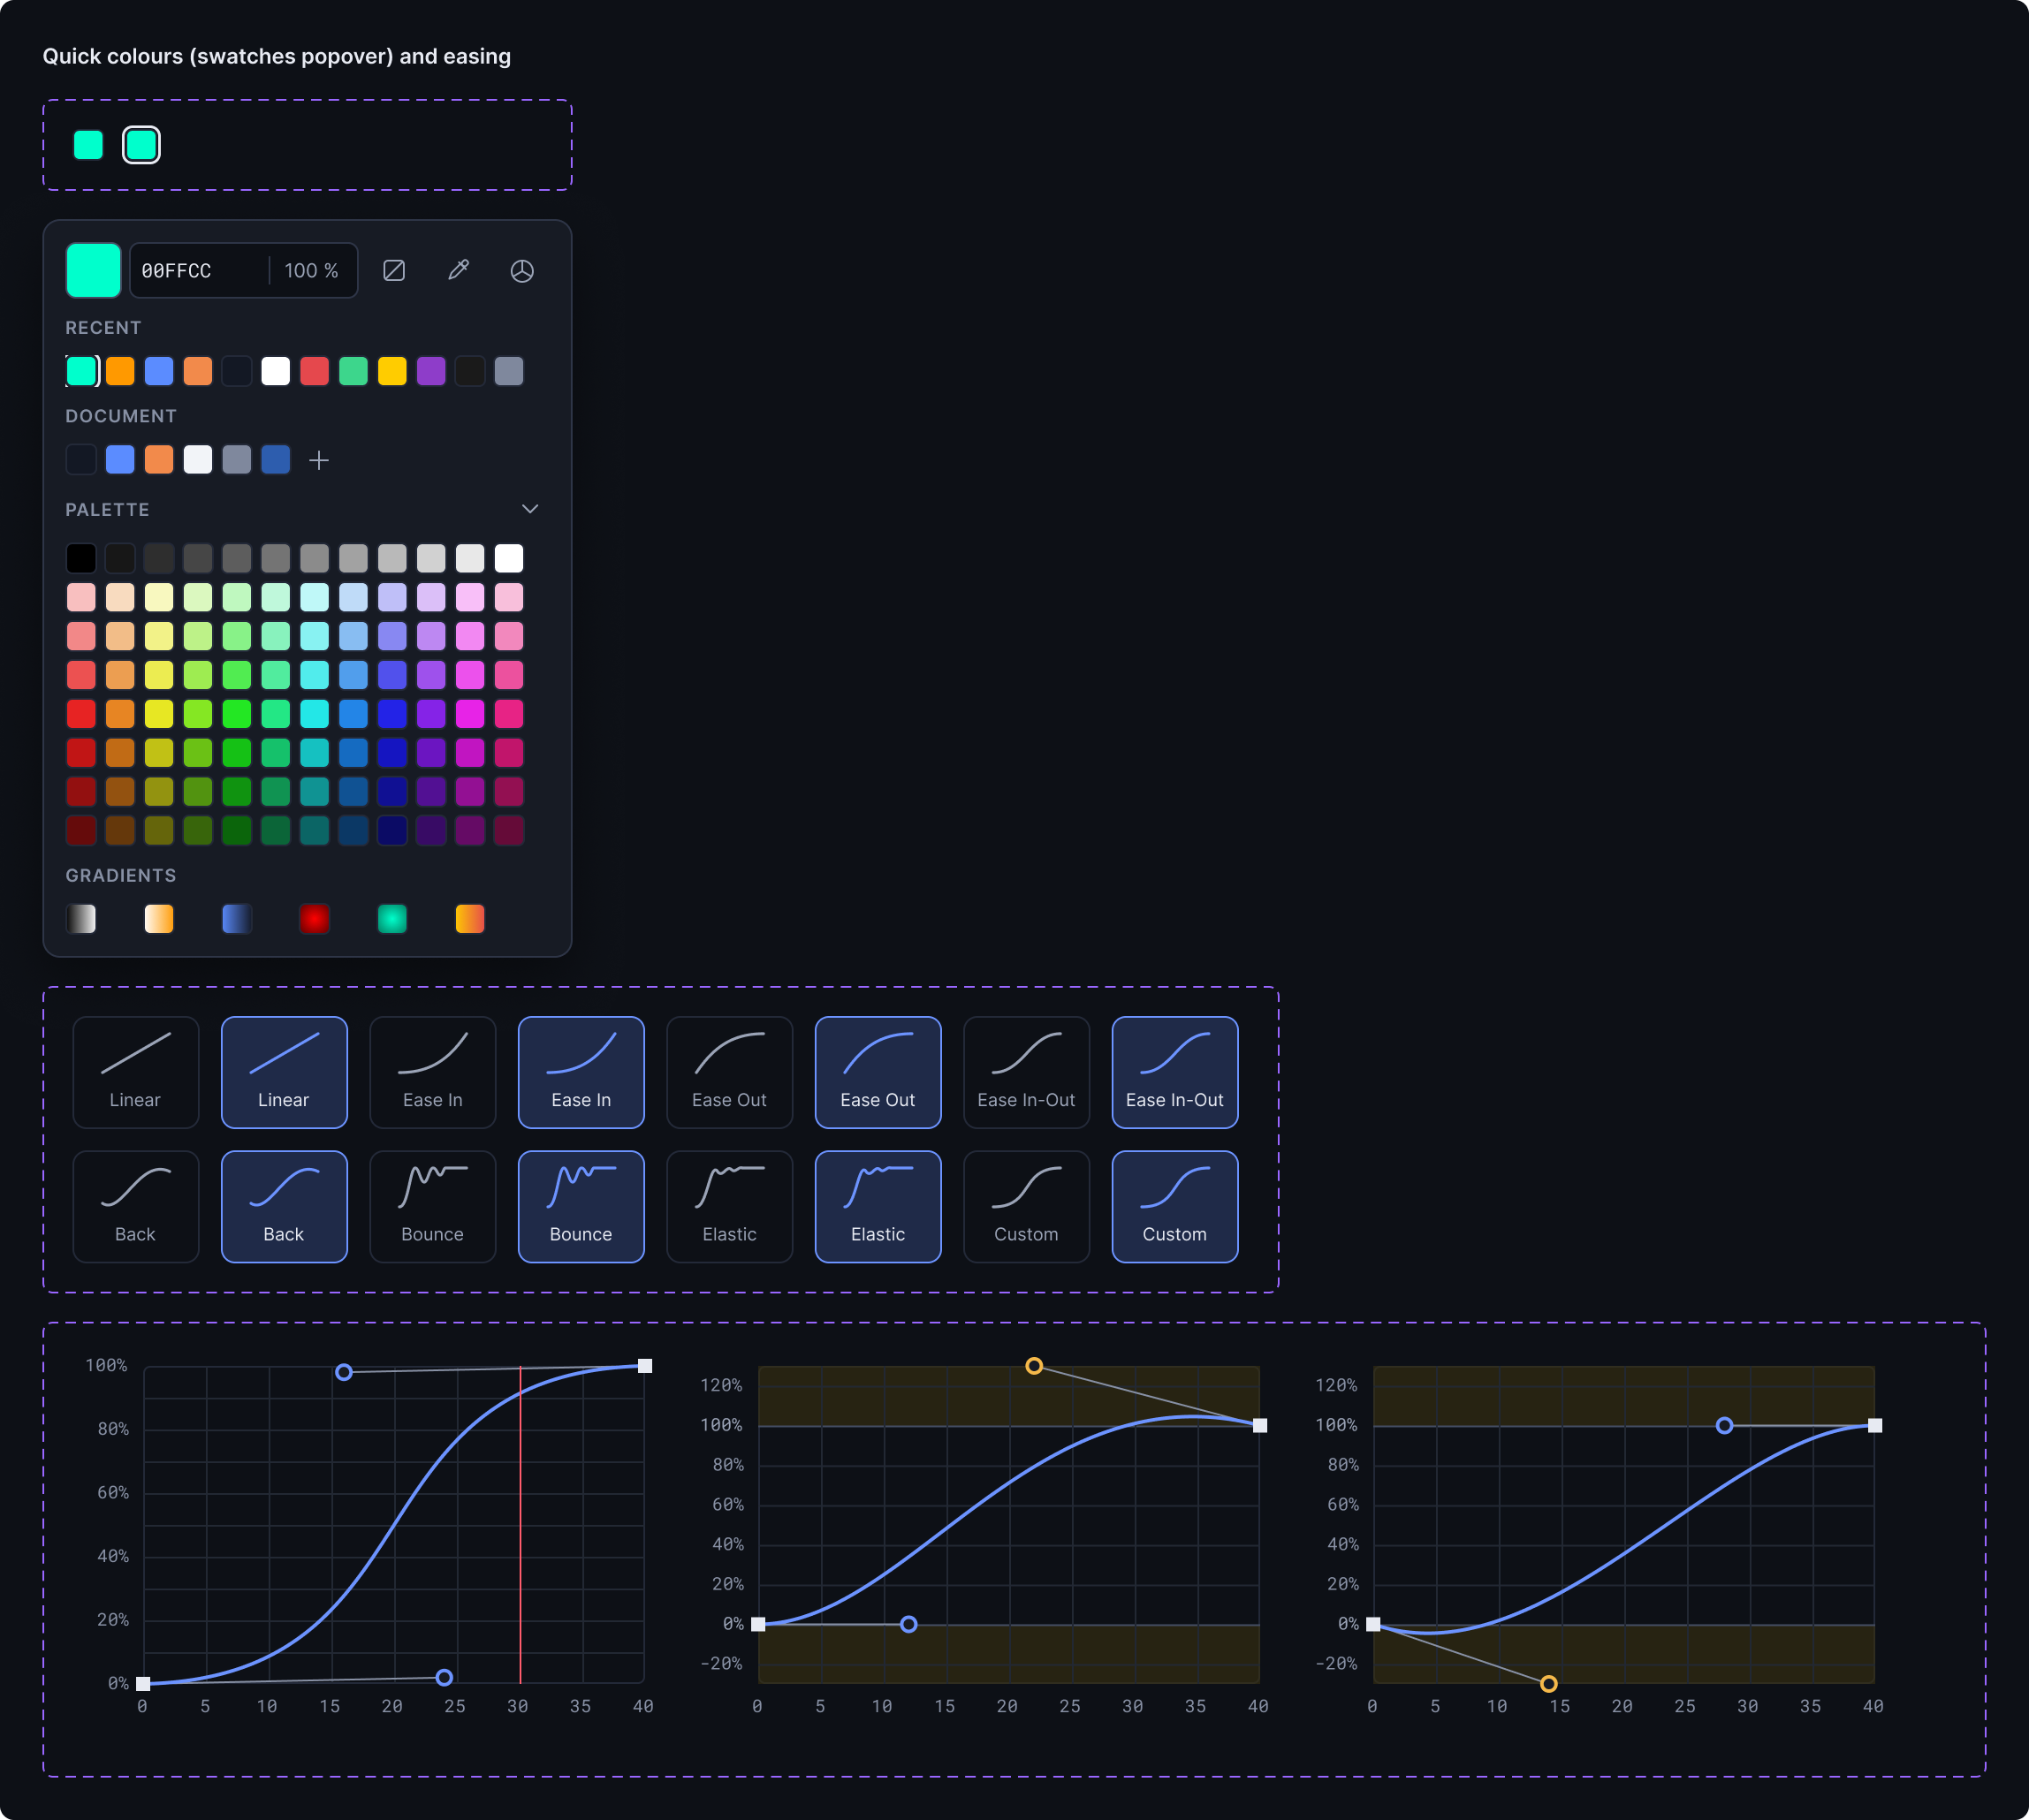 Quick colours (swatches popover) and easing
00FFCC 100 %
RECENT
DOCUMENT
PALETTE
GRADIENTS
Linear Linear Ease In Ease In Ease Out Ease Out Ease In-Out Ease In-Out
Back Back Bounce Bounce Elastic Elastic Custom Custom
100%
80%
60%
40%
20%
0%
0 5 10 15 20 25 30 35 40
120%
100%
80%
60%
40%
20%
0%
-20%
0 5 10 15 20 25 30 35 40
120%
100%
80%
60%
40%
20%
0%
-20%
0 5 10 15 20 25 30 35 40